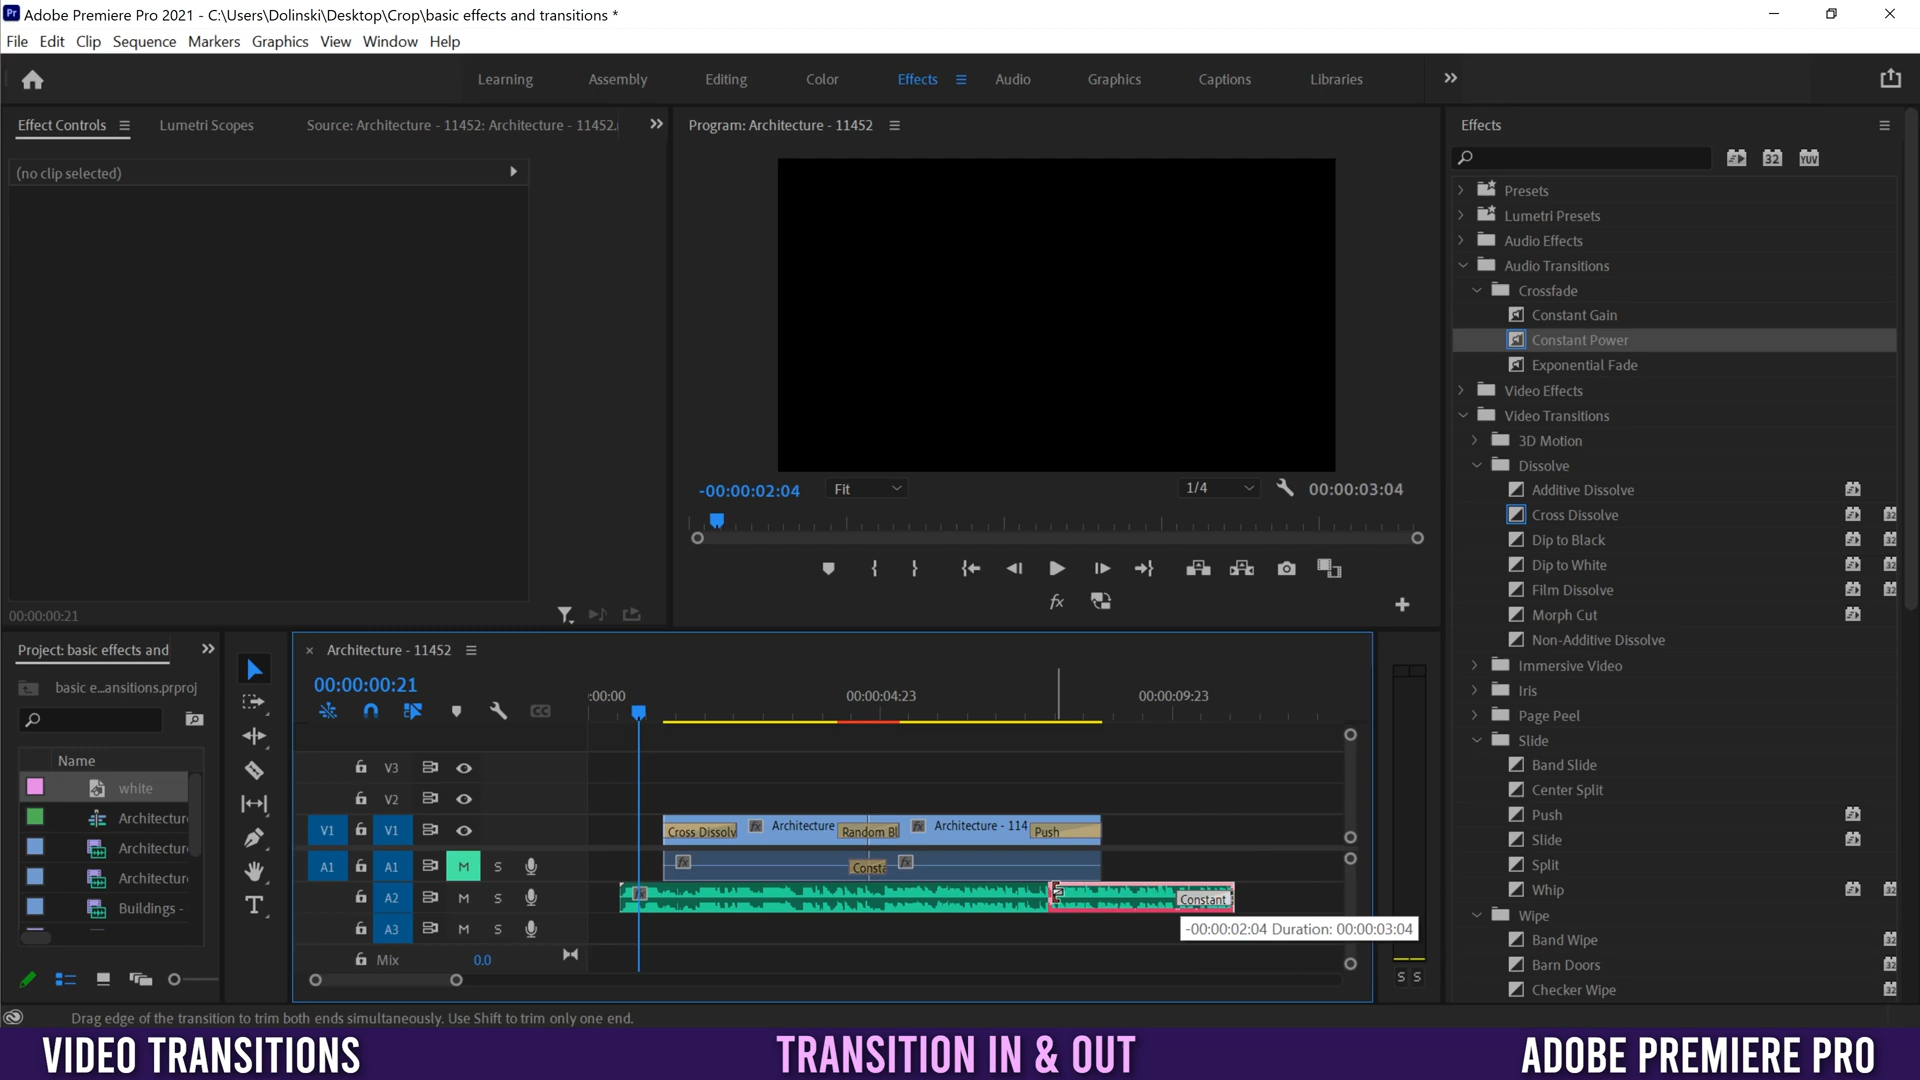 Adobe Premiere Pro 2021 - C:\Users\Dolinski\Desktop\Crop\basic effects and transitions *
File Edit Clip Sequence Markers Graphics View Window Help
Learning Assembly Editing Color Effects Audio Graphics Captions Libraries
Effect Controls Lumetri Scopes Source: Architecture - 11452: Architecture - 11452.
(no clip selected)
00:00:00:21
Program: Architecture - 11452
-00:00:02:04 Fit 1/4 00:00:03:04
Effects
Presets
Lumetri Presets
Audio Effects
Audio Transitions
Crossfade
Constant Gain
Constant Power
Exponential Fade
Video Effects
Video Transitions
3D Motion
Dissolve
Additive Dissolve
Cross Dissolve
Dip to Black
Dip to White
Film Dissolve
Morph Cut
Non-Additive Dissolve
Immersive Video
Iris
Page Peel
Slide
Band Slide
Center Split
Push
Slide
Split
Whip
Wipe
Band Wipe
Barn Doors
Checker Wipe
Project: basic effects and
basic e...ansitions.prproj
Name
white
Architecture
Architecture
Architecture
Buildings -
Architecture - 11452
00:00:00:21
:00:00 00:00:04:23 00:00:09:23
V3
V2
V1 V1 Cross Dissolv fx Architecture Random Bl fx Architecture - 114 Push
A1 A1 M S fx Consta fx
A2 M S fx Constant
A3 M S
-00:00:02:04 Duration: 00:00:03:04
Mix 0.0
S S
Drag edge of the transition to trim both ends simultaneously. Use Shift to trim only one end.
VIDEO TRANSITIONS
TRANSITION IN & OUT
ADOBE PREMIERE PRO